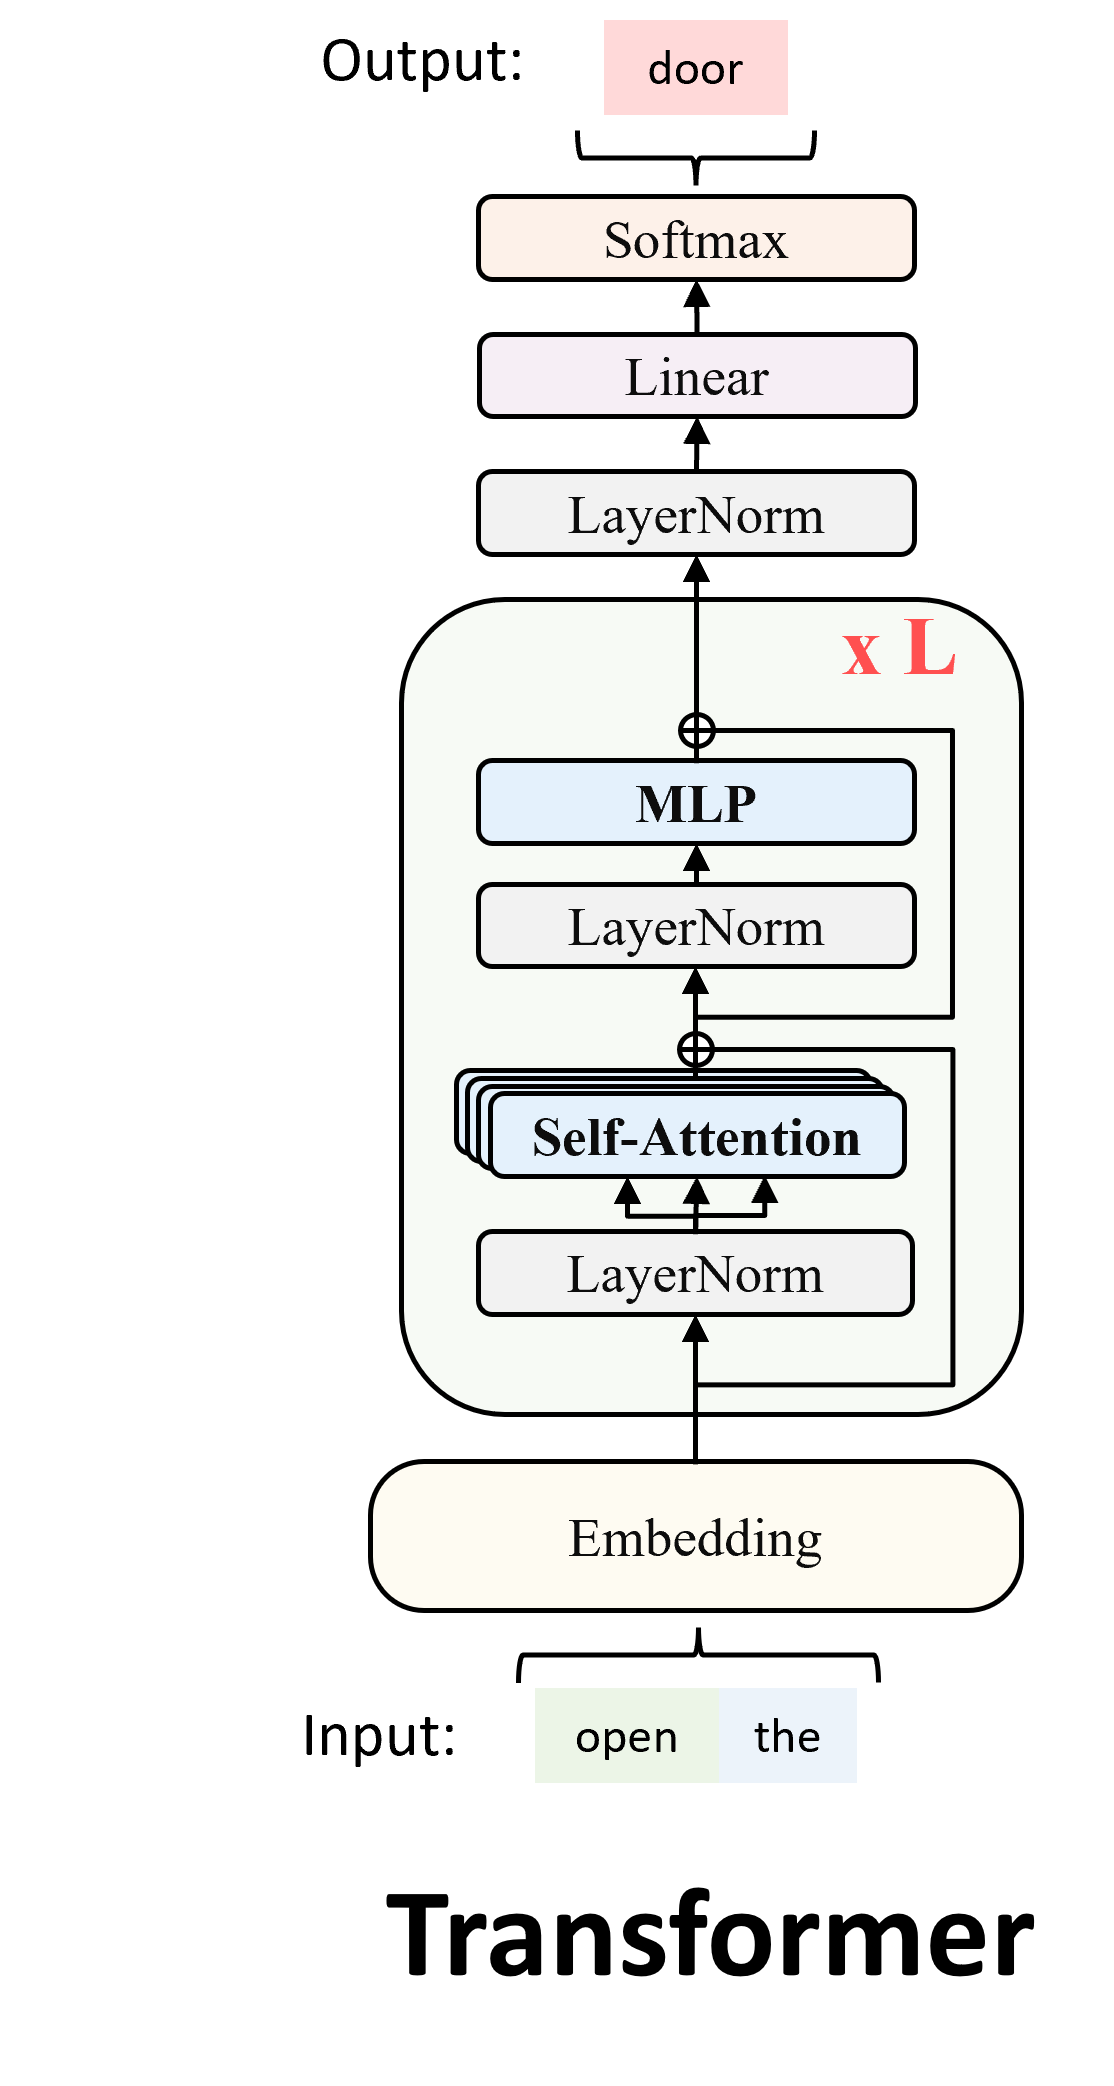 Output: door
Softmax
Linear
LayerNorm
x L
MLP
LayerNorm
Self-Attention
LayerNorm
Embedding
Input: open the
Transformer